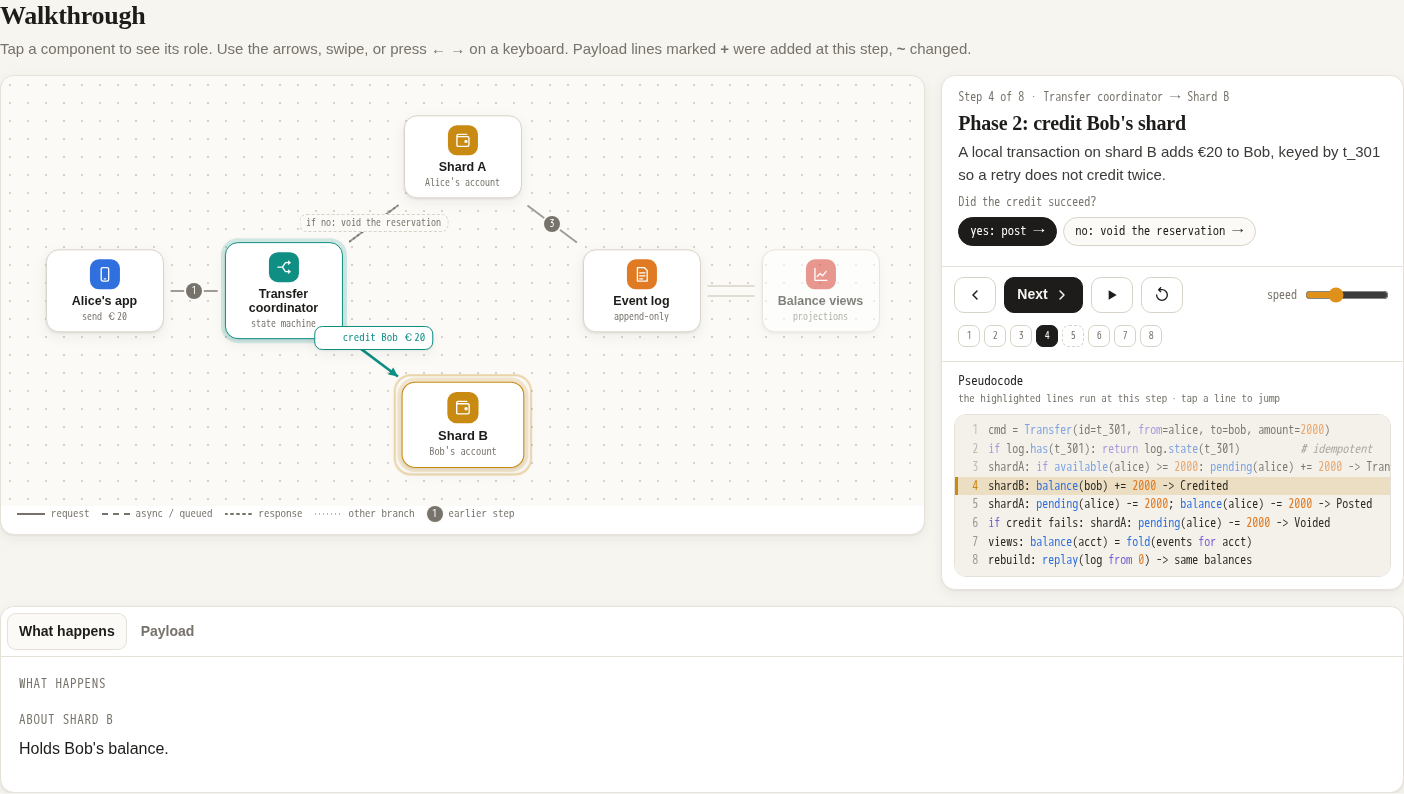 Walkthrough
Tap a component to see its role. Use the arrows, swipe, or press ← → on a keyboard. Payload lines marked + were added at this step, ~ changed.
Shard A
Alice's account
if no: void the reservation
3
Alice's app
send €20
1
Transfer
coordinator
state machine
Event log
append-only
Balance views
projections
credit Bob €20
Shard B
Bob's account
request
async / queued
response
other branch
1 earlier step
Step 4 of 8 · Transfer coordinator → Shard B
Phase 2: credit Bob's shard
A local transaction on shard B adds €20 to Bob, keyed by t_301
so a retry does not credit twice.
Did the credit succeed?
yes: post →
no: void the reservation →
Next
speed
1 2 3 4 5 6 7 8
Pseudocode
the highlighted lines run at this step · tap a line to jump
1 cmd = Transfer(id=t_301, from=alice, to=bob, amount=2000)
2 if log.has(t_301): return log.state(t_301) # idempotent
3 shardA: if available(alice) >= 2000: pending(alice) += 2000 -> Tran
4 shardB: balance(bob) += 2000 -> Credited
5 shardA: pending(alice) -= 2000; balance(alice) -= 2000 -> Posted
6 if credit fails: shardA: pending(alice) -= 2000 -> Voided
7 views: balance(acct) = fold(events for acct)
8 rebuild: replay(log from 0) -> same balances
What happens
Payload
WHAT HAPPENS
ABOUT SHARD B
Holds Bob's balance.